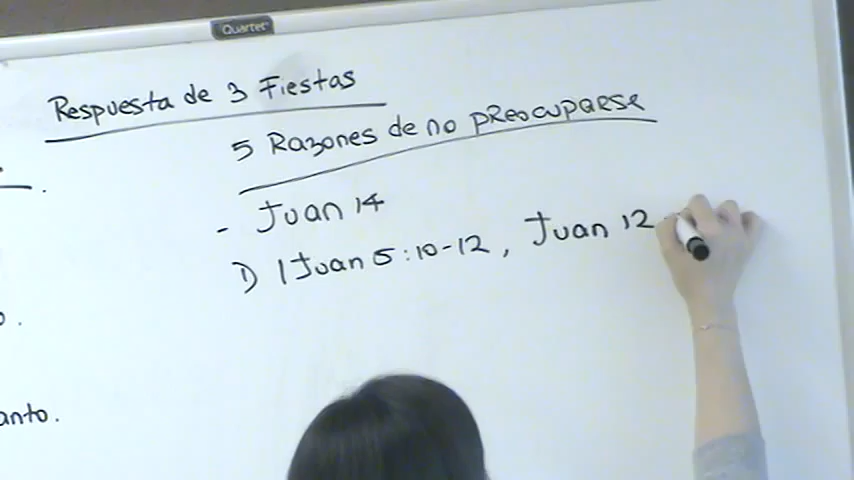 Quartet
Respuesta de 3 Fiestas
5 Razones de no preocuparse
- Juan 14
1) 1 Juan 5:10-12, Juan 12
o.
anto.